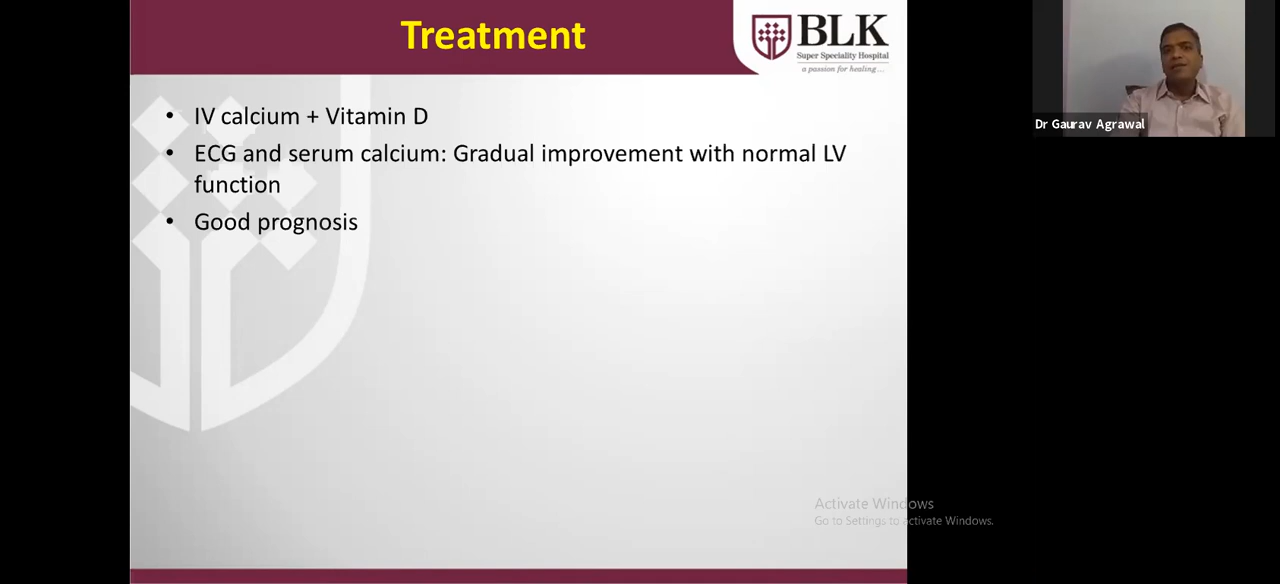 Treatment
BLK
Super Speciality Hospital
a passion for healing...
Dr Gaurav Agrawal
• IV calcium + Vitamin D
• ECG and serum calcium: Gradual improvement with normal LV
function
• Good prognosis
Activate Windows
Go to Settings to activate Windows.